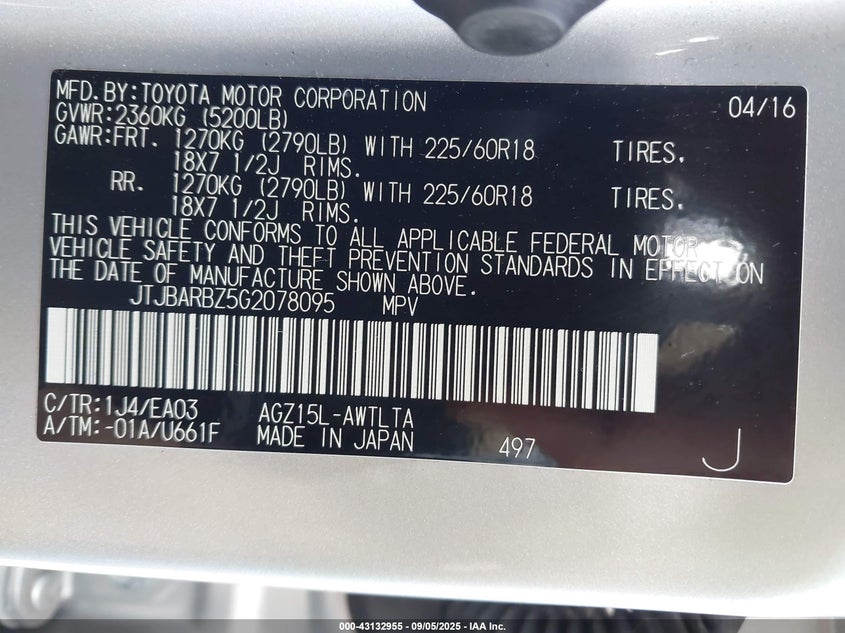 MFD.BY:TOYOTA MOTOR CORPORATION 04/16
GVWR:2360KG (5200LB)
GAWR:FRT. 1270KG (2790LB) WITH 225/60R18 TIRES.
18X7 1/2J RIMS.
RR. 1270KG (2790LB) WITH 225/60R18 TIRES.
18X7 1/2J RIMS.
THIS VEHICLE CONFORMS TO ALL APPLICABLE FEDERAL MOTOR
VEHICLE SAFETY AND THEFT PREVENTION STANDARDS IN EFFECT ON
THE DATE OF MANUFACTURE SHOWN ABOVE.
JTJBARBZ5G2078095 MPV
C/TR:1J4/EA03 AGZ15L-AWTLTA
A/TM:-01A/U661F MADE IN JAPAN 497 J
000-43132955 - 09/05/2025 - IAA Inc.